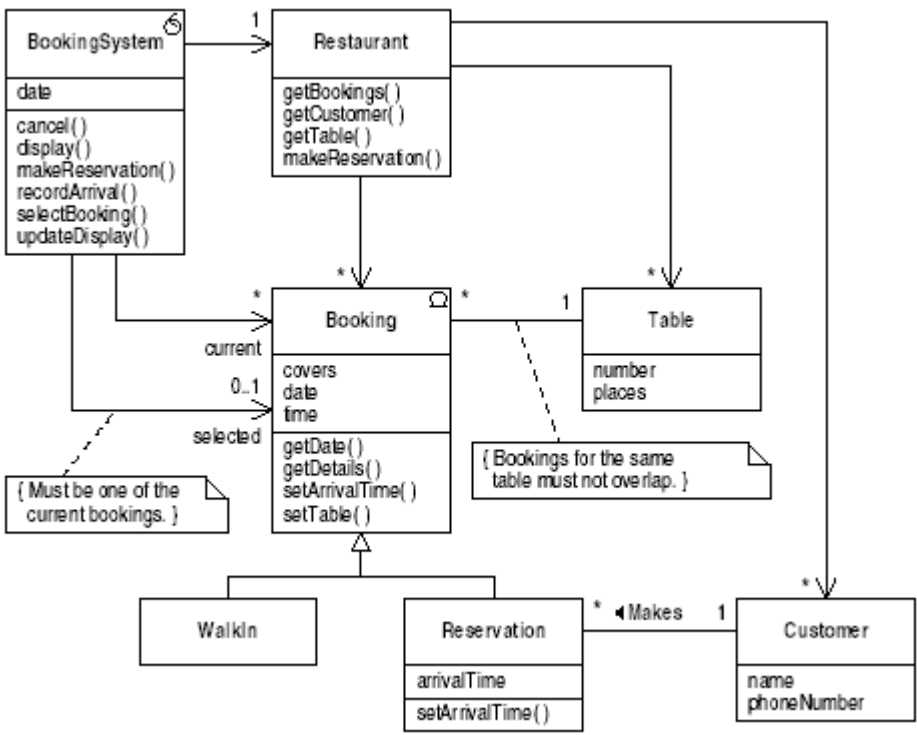 BookingSystem
date
cancel( )
display( )
makeReservation( )
recordArrival( )
selectBooking( )
updateDisplay( )
1
Restaurant
getBookings( )
getCustomer( )
getTable( )
makeReservation( )
*
*
*
current
0..1
selected
Booking
covers
date
time
getDate( )
getDetails( )
setArrivalTime( )
setTable( )
*
1
Table
number
places
{ Must be one of the
current bookings. }
{ Bookings for the same
table must not overlap. }
WalkIn
Reservation
arrivalTime
setArrivalTime( )
*
Makes
1
*
Customer
name
phoneNumber